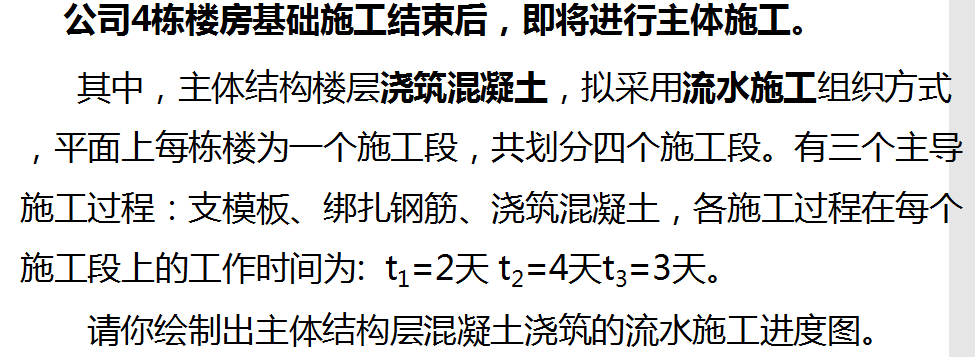 公司4栋楼房基础施工结束后，即将进行主体施工。
其中，主体结构楼层浇筑混凝土，拟采用流水施工组织方式
，平面上每栋楼为一个施工段，共划分四个施工段。有三个主导
施工过程：支模板、绑扎钢筋、浇筑混凝土，各施工过程在每个
施工段上的工作时间为: t₁=2天 t₂=4天t₃=3天。
请你绘制出主体结构层混凝土浇筑的流水施工进度图。